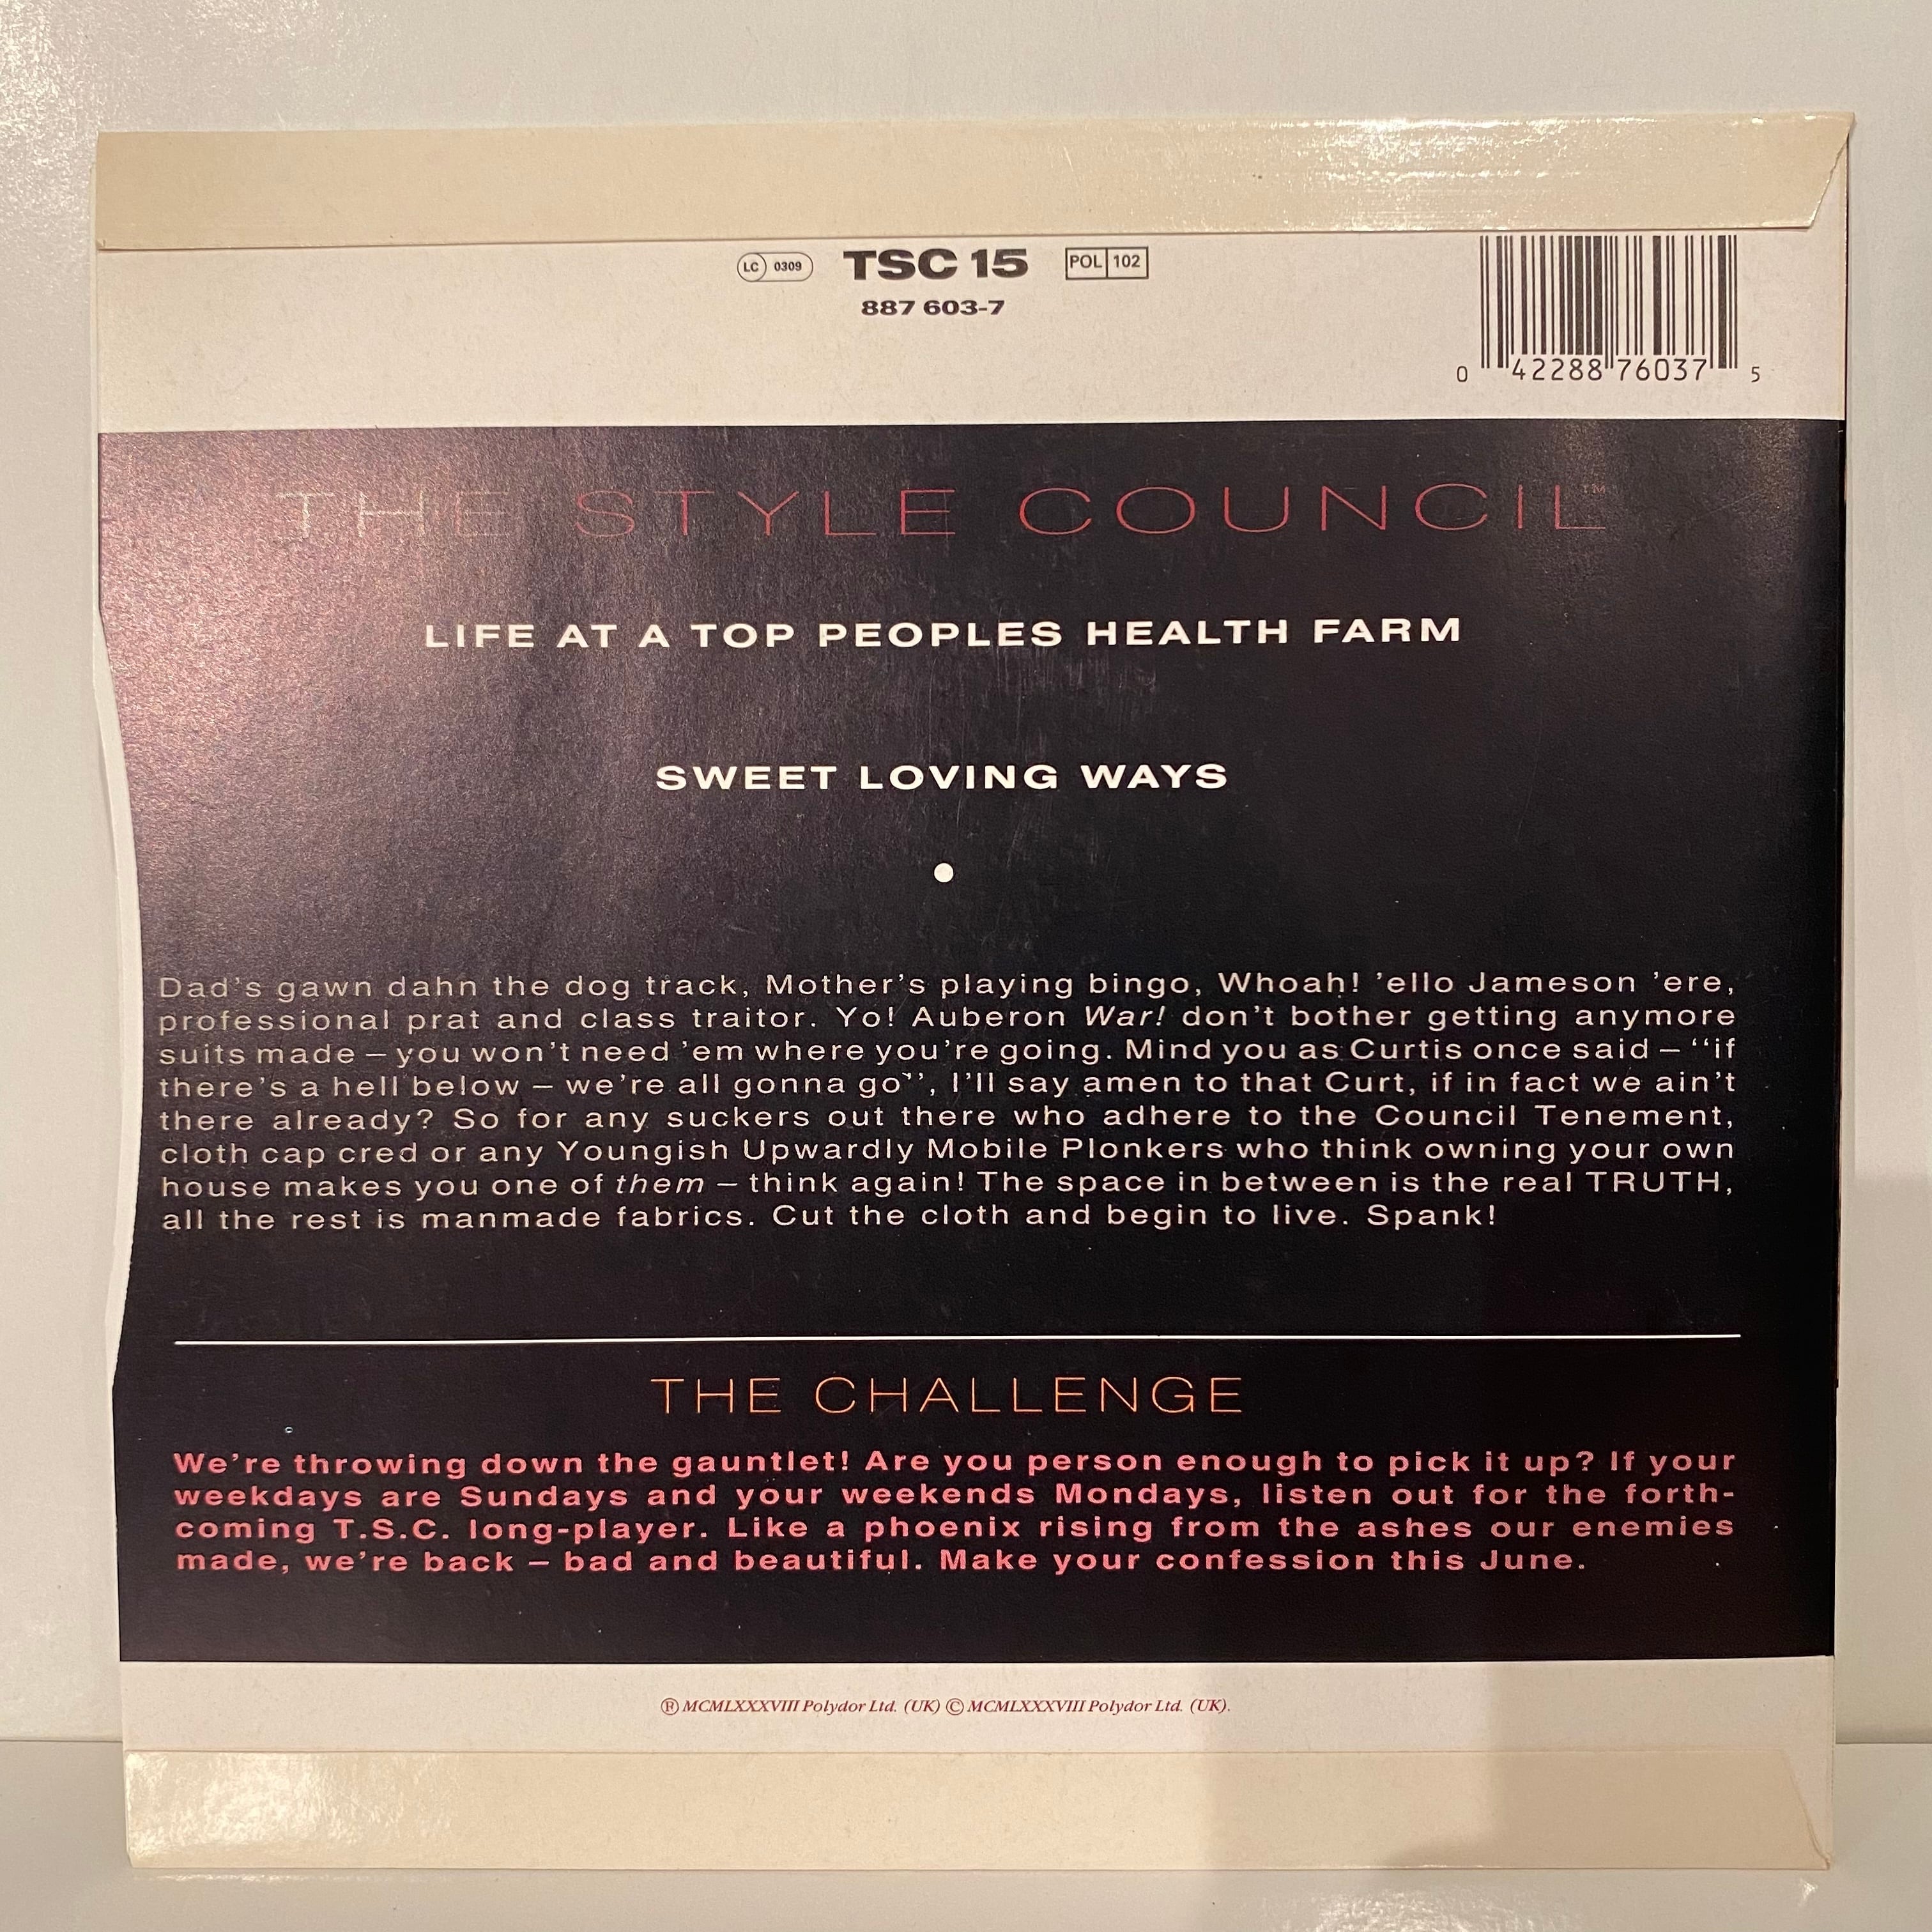 LC 0309 TSC 15 POL 102
887 603-7
0 42288 76037 5
THE STYLE COUNCIL™
LIFE AT A TOP PEOPLES HEALTH FARM
SWEET LOVING WAYS
Dad's gawn dahn the dog track, Mother's playing bingo, Whoah! 'ello Jameson 'ere,
professional prat and class traitor. Yo! Auberon War! don't bother getting anymore
suits made – you won't need 'em where you're going. Mind you as Curtis once said – “if
there's a hell below – we're all gonna go”, I'll say amen to that Curt, if in fact we ain't
there already? So for any suckers out there who adhere to the Council Tenement,
cloth cap cred or any Youngish Upwardly Mobile Plonkers who think owning your own
house makes you one of them – think again! The space in between is the real TRUTH,
all the rest is manmade fabrics. Cut the cloth and begin to live. Spank!
THE CHALLENGE
We're throwing down the gauntlet! Are you person enough to pick it up? If your
weekdays are Sundays and your weekends Mondays, listen out for the forth-
coming T.S.C. long-player. Like a phoenix rising from the ashes our enemies
made, we're back – bad and beautiful. Make your confession this June.
Ⓡ MCMLXXXVIII Polydor Ltd. (UK) © MCMLXXXVIII Polydor Ltd. (UK).